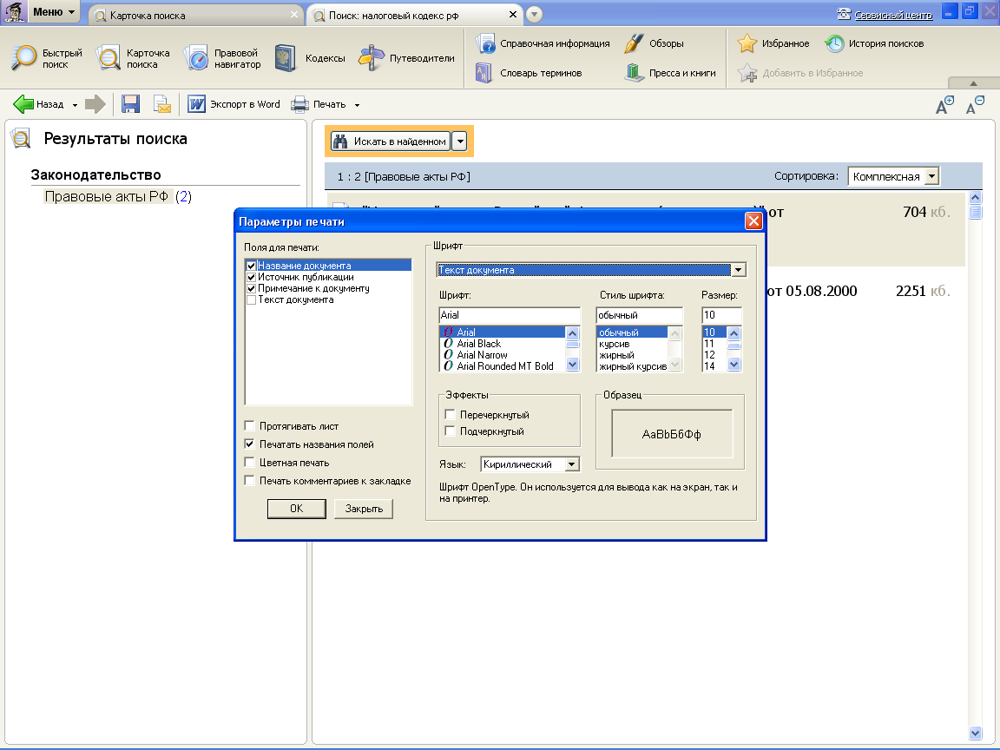 Меню
Карточка поиска
Поиск: налоговый кодекс рф
Сервисный центр
Быстрый поиск
Карточка поиска
Правовой навигатор
Кодексы
Путеводители
Справочная информация
Словарь терминов
Обзоры
Пресса и книги
Избранное
История поисков
Добавить в Избранное
Назад
Экспорт в Word
Печать
Результаты поиска
Законодательство
Правовые акты РФ (2)
Искать в найденном
1 : 2 [Правовые акты РФ]
Сортировка:
Комплексная
от
704 кб.
от 05.08.2000
2251 кб.
Параметры печати
Поля для печати:
Название документа
Источник публикации
Примечание к документу
Текст документа
Протягивать лист
Печатать названия полей
Цветная печать
Печать комментариев к закладке
OK
Закрыть
Шрифт
Текст документа
Шрифт:
Arial
Arial
Arial Black
Arial Narrow
Arial Rounded MT Bold
Стиль шрифта:
обычный
обычный
курсив
жирный
жирный курсив
Размер:
10
10
11
12
14
Эффекты
Перечеркнутый
Подчеркнутый
Образец
АаBbБбФф
Язык:
Кириллический
Шрифт OpenType. Он используется для вывода как на экран, так и
на принтер.